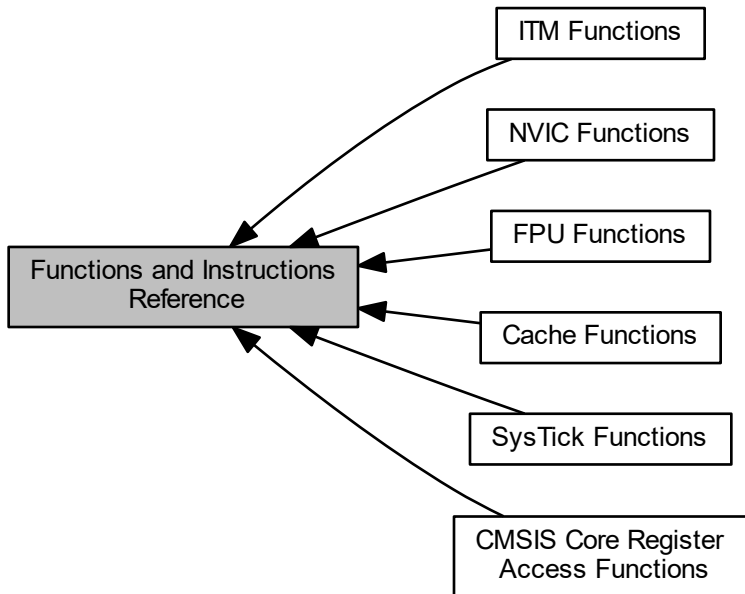 ITM Functions
NVIC Functions
FPU Functions
Functions and Instructions
Reference
Cache Functions
SysTick Functions
CMSIS Core Register
Access Functions